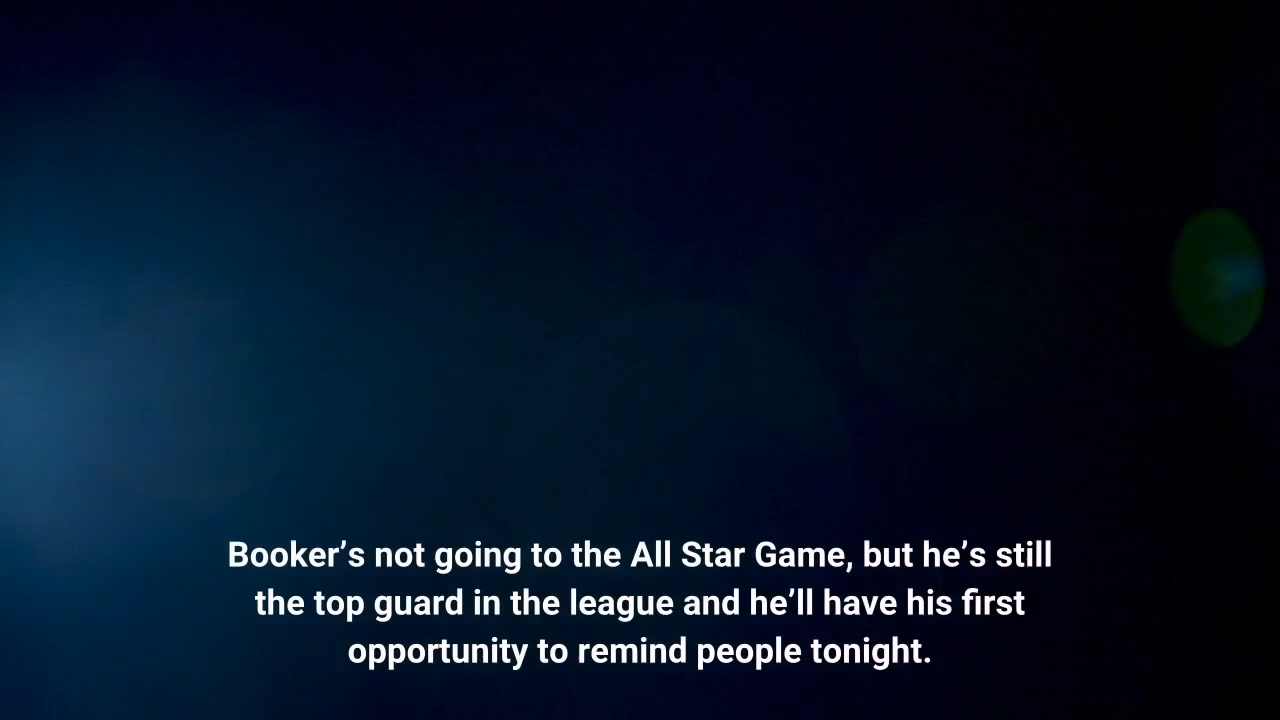 Booker’s not going to the All Star Game, but he’s still
the top guard in the league and he’ll have his first
opportunity to remind people tonight.